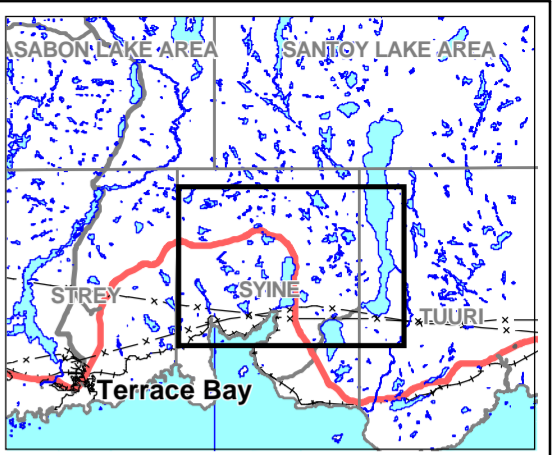 ASABON LAKE AREA
SANTOY LAKE AREA
STREY
SYINE
TUURI
Terrace Bay